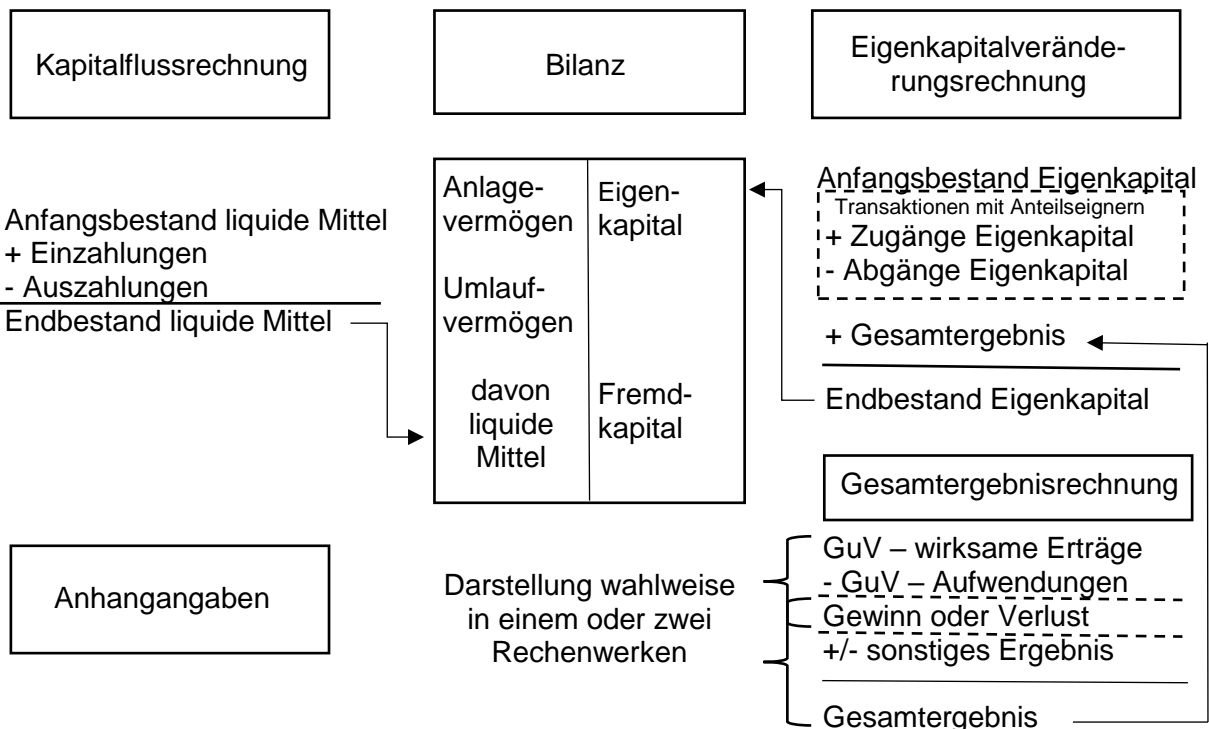 Kapitalflussrechnung
Bilanz
Eigenkapitalverände-
rungsrechnung
Anfangsbestand liquide Mittel
+ Einzahlungen
- Auszahlungen
Endbestand liquide Mittel
Anlage-
vermögen
Umlauf-
vermögen
davon
liquide
Mittel
Eigen-
kapital
Fremd-
kapital
Anfangsbestand Eigenkapital
Transaktionen mit Anteilseignern
+ Zugänge Eigenkapital
- Abgänge Eigenkapital
+ Gesamtergebnis
Endbestand Eigenkapital
Gesamtergebnisrechnung
Anhangangaben
Darstellung wahlweise
in einem oder zwei
Rechenwerken
GuV – wirksame Erträge
- GuV – Aufwendungen
Gewinn oder Verlust
+/- sonstiges Ergebnis
Gesamtergebnis